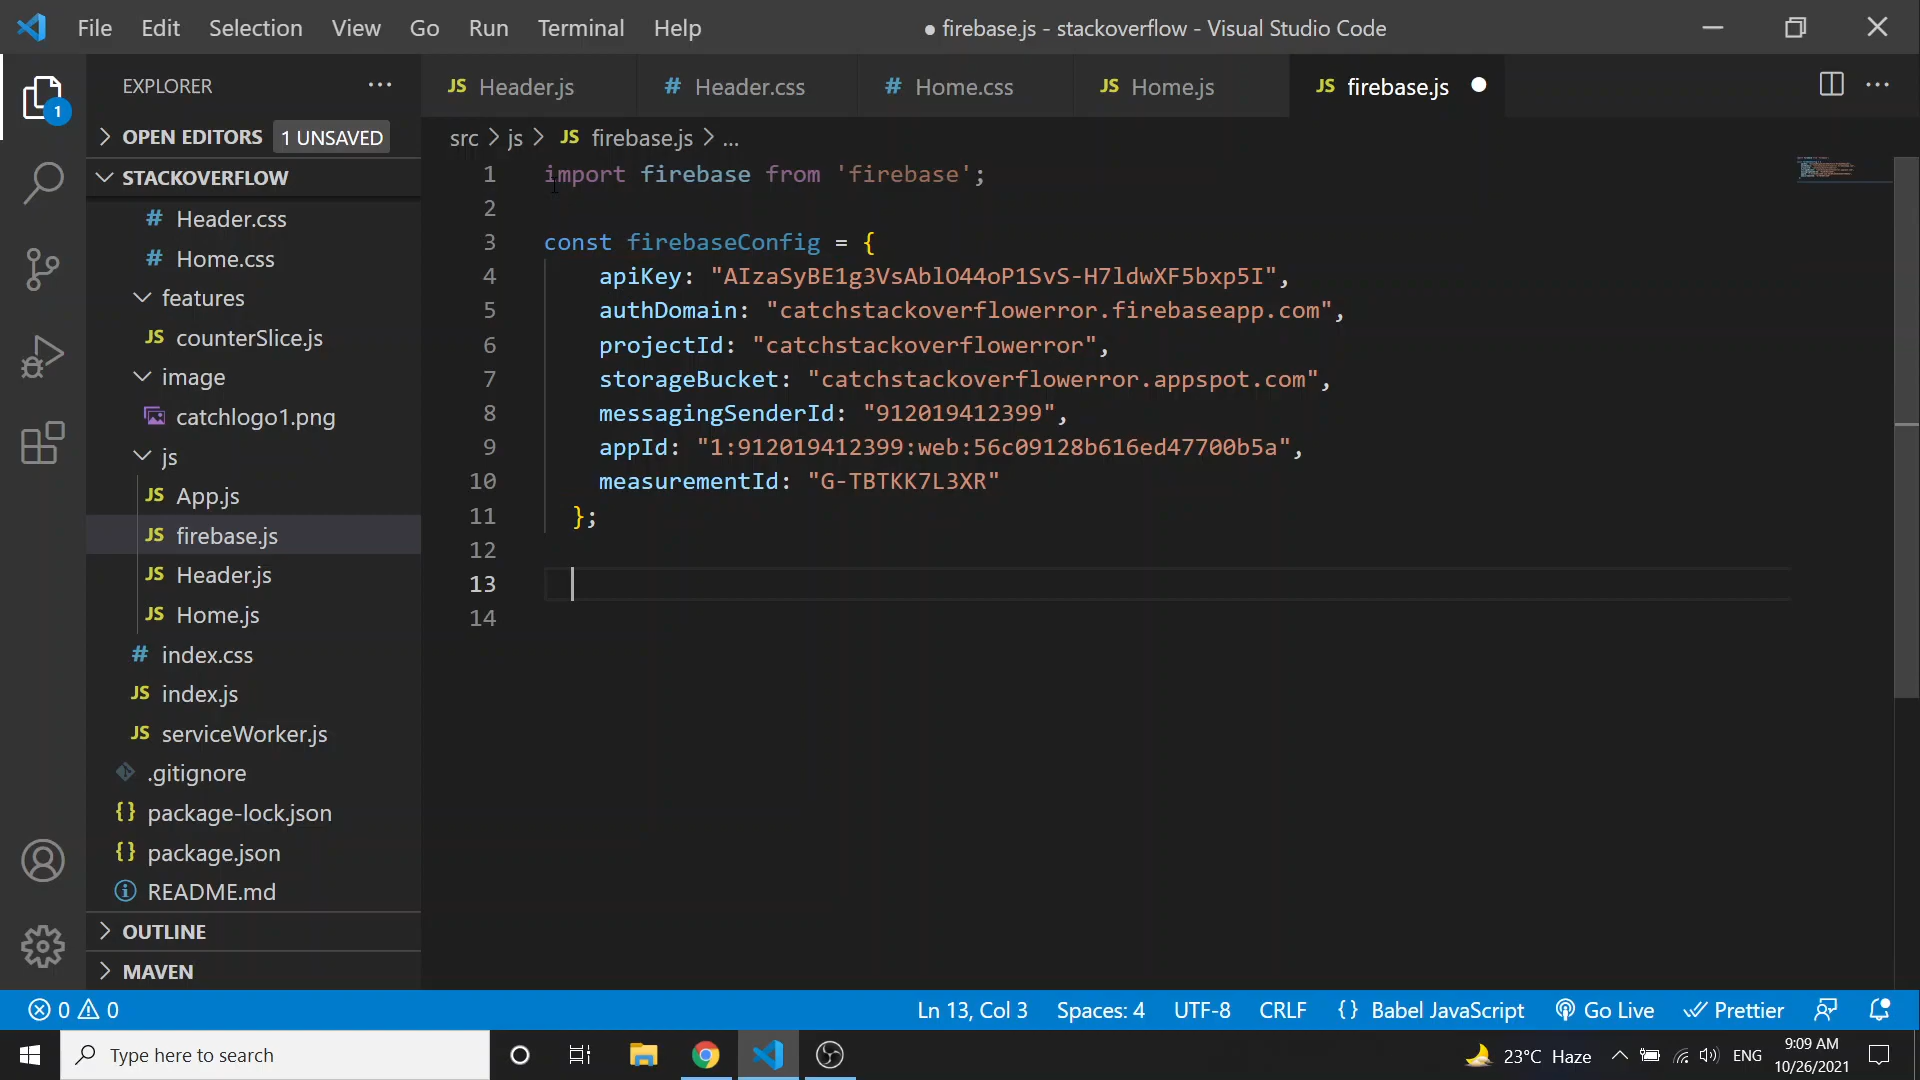 File Edit Selection View Go Run Terminal Help
● firebase.js - stackoverflow - Visual Studio Code
EXPLORER
1
OPEN EDITORS 1 UNSAVED
STACKOVERFLOW
# Header.css
# Home.css
features
JS counterSlice.js
image
catchlogo1.png
js
JS App.js
JS firebase.js
JS Header.js
JS Home.js
# index.css
JS index.js
JS serviceWorker.js
.gitignore
{} package-lock.json
{} package.json
README.md
OUTLINE
MAVEN
JS Header.js # Header.css # Home.css JS Home.js JS firebase.js
src > js > JS firebase.js > ...
1 import firebase from 'firebase';
2
3 const firebaseConfig = {
4 apiKey: "AIzaSyBE1g3VsAblO44oP1SvS-H7ldwXF5bxp5I",
5 authDomain: "catchstackoverflowerror.firebaseapp.com",
6 projectId: "catchstackoverflowerror",
7 storageBucket: "catchstackoverflowerror.appspot.com",
8 messagingSenderId: "912019412399",
9 appId: "1:912019412399:web:56c09128b616ed47700b5a",
10 measurementId: "G-TBTKK7L3XR"
11 };
12
13
14
0 0 Ln 13, Col 3 Spaces: 4 UTF-8 CRLF {} Babel JavaScript Go Live Prettier
Type here to search
23°C Haze ENG
9:09 AM
10/26/2021